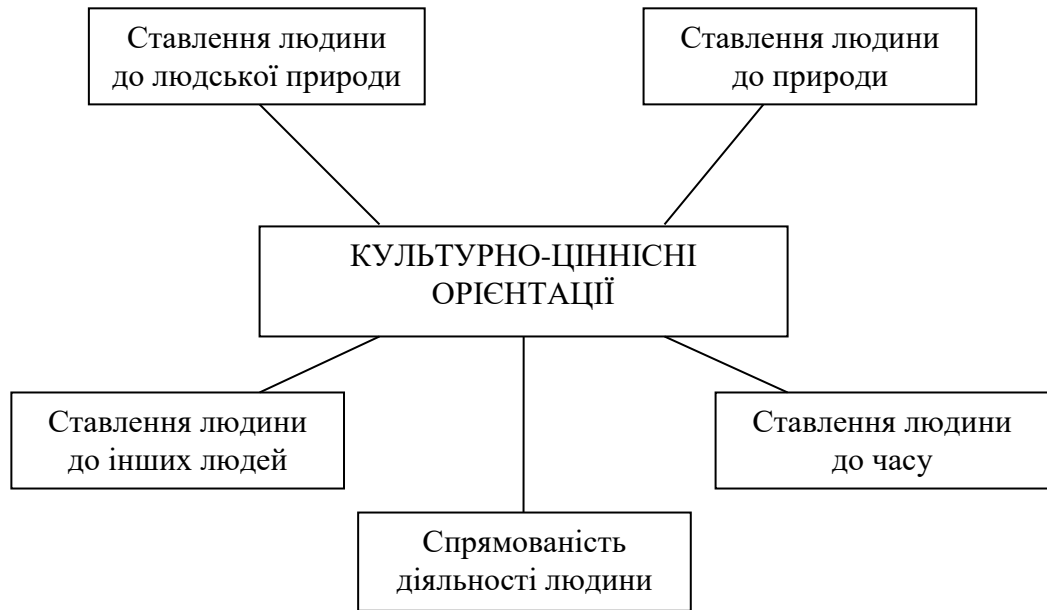 Ставлення людини
до людської природи
Ставлення людини
до природи
КУЛЬТУРНО-ЦІННІСНІ
ОРІЄНТАЦІЇ
Ставлення людини
до інших людей
Ставлення людини
до часу
Спрямованість
діяльності людини